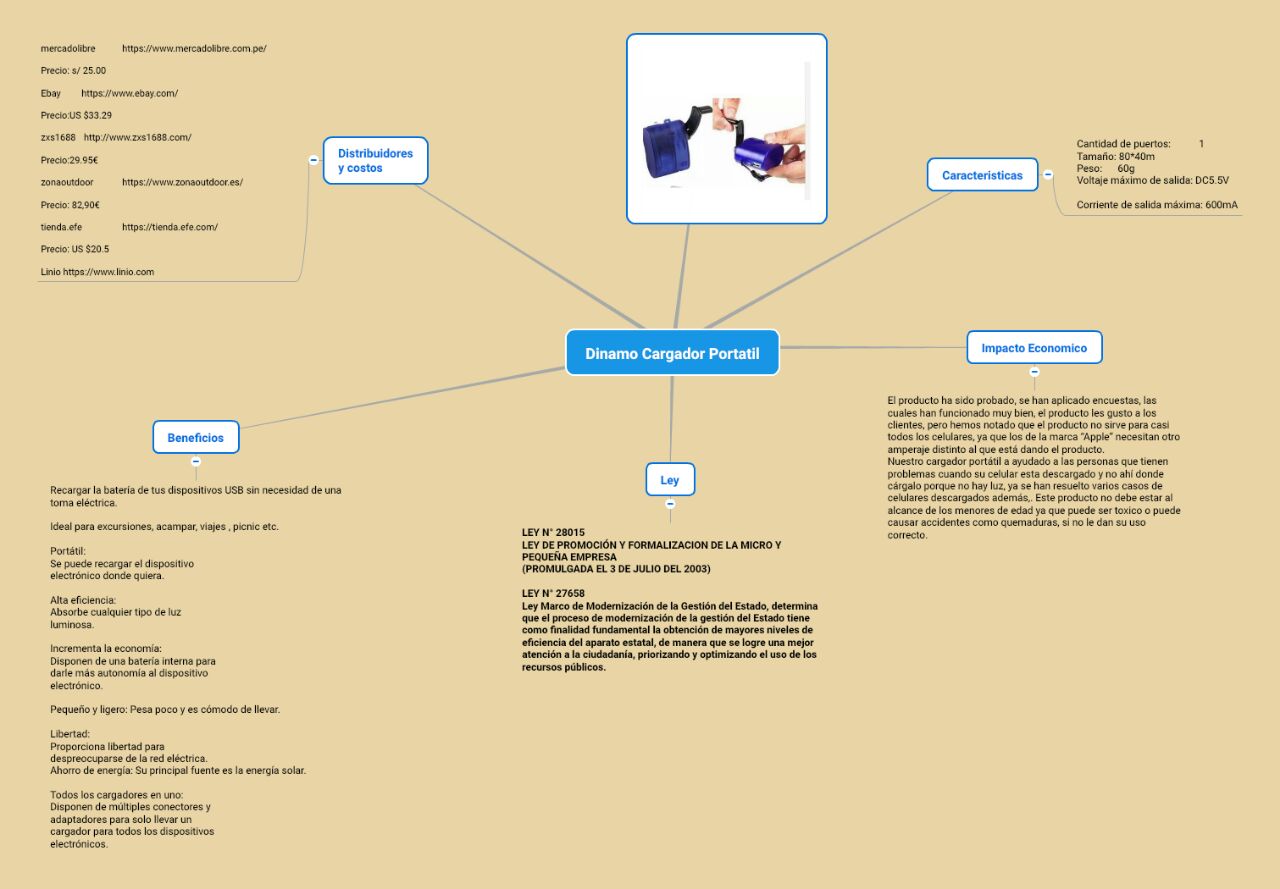 mercadolibre https://www.mercadolibre.com.pe/
Precio: s/ 25.00
Ebay https://www.ebay.com/
Precio:US $33.29
zxs1688 http://www.zxs1688.com/
Precio:29.95€
zonaoutdoor https://www.zonaoutdoor.es/
Precio: 82,90€
tienda.efe https://tienda.efe.com/
Precio: US $20.5
Linio https://www.linio.com
Distribuidores
y costos
Caracteristicas
Cantidad de puertos: 1
Tamaño: 80*40m
Peso: 60g
Voltaje máximo de salida: DC5.5V
Corriente de salida máxima: 600mA
Dinamo Cargador Portatil
Impacto Economico
El producto ha sido probado, se han aplicado encuestas, las
cuales han funcionado muy bien, el producto les gusto a los
clientes, pero hemos notado que el producto no sirve para casi
todos los celulares, ya que los de la marca “Apple” necesitan otro
amperaje distinto al que está dando el producto.
Nuestro cargador portátil a ayudado a las personas que tienen
problemas cuando su celular esta descargado y no ahí donde
cárgalo porque no hay luz, ya se han resuelto varios casos de
celulares descargados además,. Este producto no debe estar al
alcance de los menores de edad ya que puede ser toxico o puede
causar accidentes como quemaduras, si no le dan su uso
correcto.
Beneficios
Recargar la batería de tus dispositivos USB sin necesidad de una
toma eléctrica.
Ideal para excursiones, acampar, viajes , picnic etc.
Portátil:
Se puede recargar el dispositivo
electrónico donde quiera.
Alta eficiencia:
Absorbe cualquier tipo de luz
luminosa.
Incrementa la economía:
Disponen de una batería interna para
darle más autonomía al dispositivo
electrónico.
Pequeño y ligero: Pesa poco y es cómodo de llevar.
Libertad:
Proporciona libertad para
despreocuparse de la red eléctrica.
Ahorro de energía: Su principal fuente es la energía solar.
Todos los cargadores en uno:
Disponen de múltiples conectores y
adaptadores para solo llevar un
cargador para todos los dispositivos
electrónicos.
Ley
LEY N° 28015
LEY DE PROMOCIÓN Y FORMALIZACION DE LA MICRO Y
PEQUEÑA EMPRESA
(PROMULGADA EL 3 DE JULIO DEL 2003)
LEY N° 27658
Ley Marco de Modernización de la Gestión del Estado, determina
que el proceso de modernización de la gestión del Estado tiene
como finalidad fundamental la obtención de mayores niveles de
eficiencia del aparato estatal, de manera que se logre una mejor
atención a la ciudadanía, priorizando y optimizando el uso de los
recursos públicos.